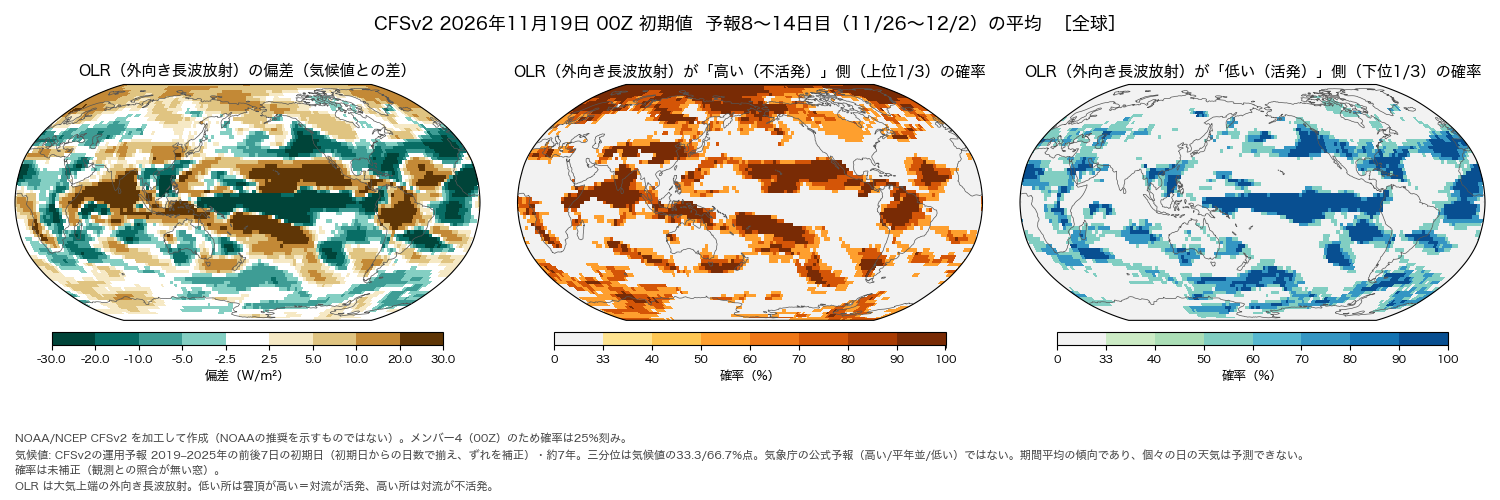 CFSv2 2026年11月19日 00Z 初期値  予報8～14日目（11/26～12/2）の平均  ［全球］
OLR（外向き長波放射）の偏差（気候値との差）
OLR（外向き長波放射）が「高い（不活発）」側（上位1/3）の確率
OLR（外向き長波放射）が「低い（活発）」側（下位1/3）の確率
-30.0 -20.0 -10.0 -5.0 -2.5 2.5 5.0 10.0 20.0 30.0
偏差（W/m²）
0 33 40 50 60 70 80 90 100
確率（%）
0 33 40 50 60 70 80 90 100
確率（%）
NOAA/NCEP CFSv2 を加工して作成（NOAAの推奨を示すものではない）。メンバー4（00Z）のため確率は25%刻み。
気候値: CFSv2の運用予報 2019–2025年の前後7日の初期日（初期日からの日数で揃え、ずれを補正）・約7年。三分位は気候値の33.3/66.7%点。気象庁の公式予報（高い/平年並/低い）ではない。期間平均の傾向であり、個々の日の天気は予測できない。
確率は未補正（観測との照合が無い窓）。
OLR は大気上端の外向き長波放射。低い所は雲頂が高い＝対流が活発、高い所は対流が不活発。